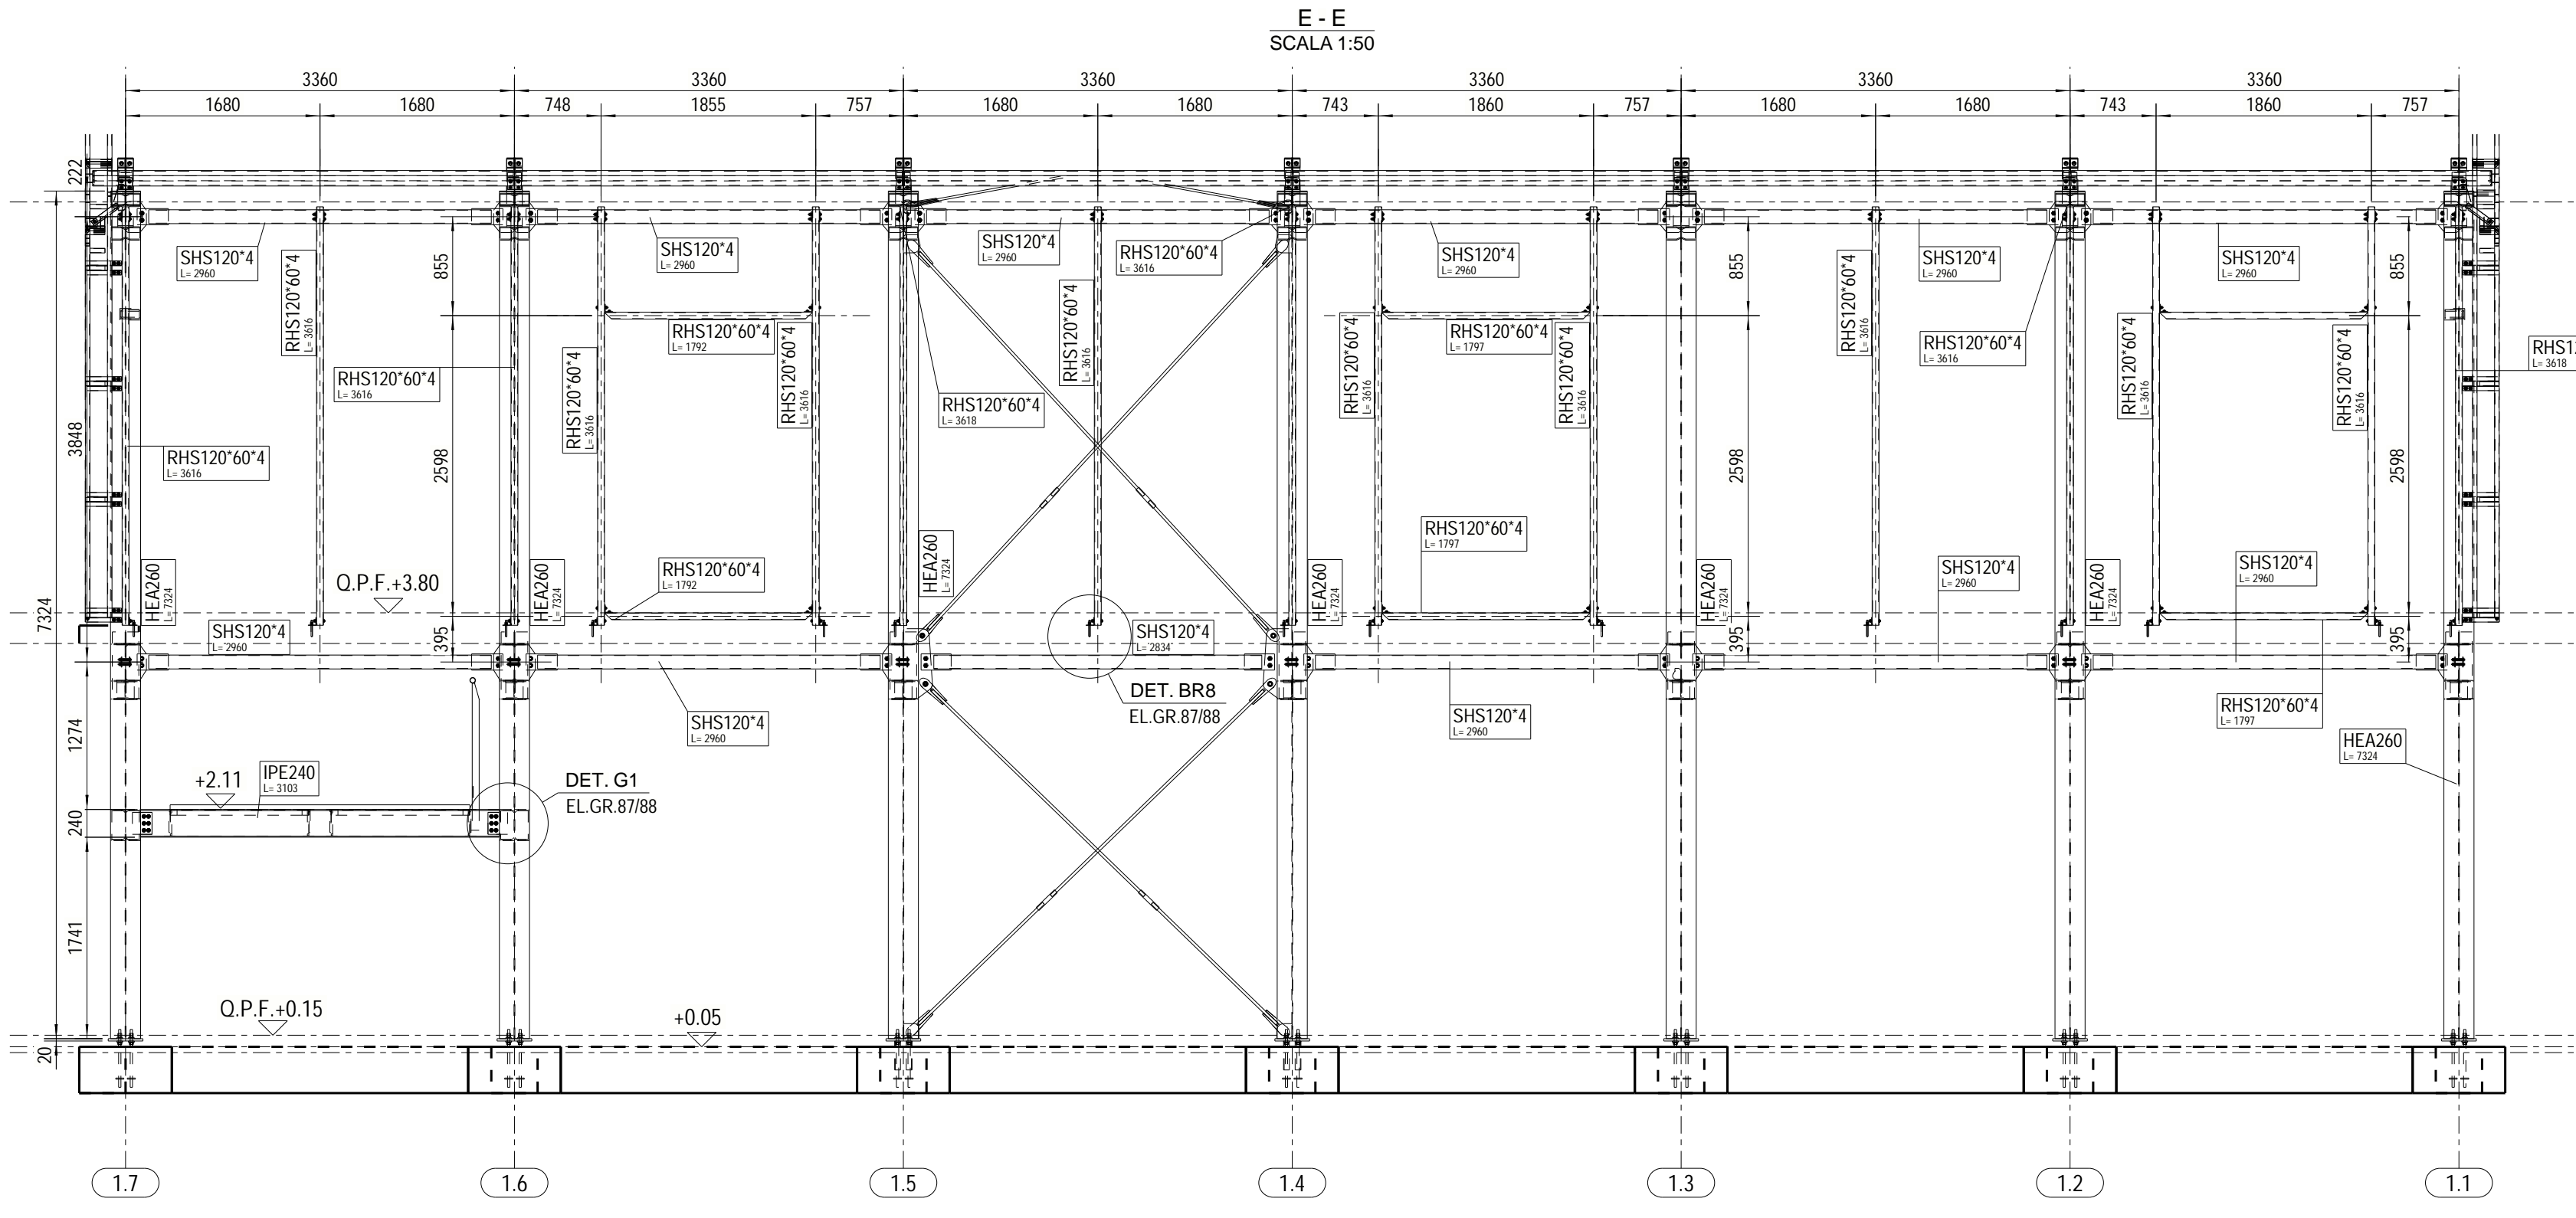 E - E
SCALA 1:50
3360 3360 3360 3360 3360 3360
1680 1680 748 1855 757 1680 1680 743 1860 757 1680 1680 743 1860 757
222
3848
7324
1274
240
1741
20
SHS120*4
L= 2960
RHS120*60*4
L= 3616
RHS120*60*4
L= 3616
RHS120*60*4
L= 3616
HEA260
L= 7324
SHS120*4
L= 2960
Q.P.F.+3.80
855
2598
395
HEA260
L= 7324
SHS120*4
L= 2960
RHS120*60*4
L= 1792
RHS120*60*4
L= 3616
RHS120*60*4
L= 3616
RHS120*60*4
L= 1792
SHS120*4
L= 2960
+2.11
IPE240
L= 3103
DET. G1
EL.GR.87/88
Q.P.F.+0.15
+0.05
SHS120*4
L= 2960
RHS120*60*4
L= 3616
RHS120*60*4
L= 3616
RHS120*60*4
L= 3618
HEA260
L= 7324
SHS120*4
L= 2834
DET. BR8
EL.GR.87/88
HEA260
L= 7324
SHS120*4
L= 2960
RHS120*60*4
L= 1797
RHS120*60*4
L= 3616
RHS120*60*4
L= 3616
RHS120*60*4
L= 1797
SHS120*4
L= 2960
HEA260
L= 7324
855
2598
395
SHS120*4
L= 2960
RHS120*60*4
L= 3616
RHS120*60*4
L= 3616
SHS120*4
L= 2960
HEA260
L= 7324
SHS120*4
L= 2960
RHS120*60*4
L= 3616
RHS120*60*4
L= 3616
SHS120*4
L= 2960
RHS120*60*4
L= 1797
855
2598
395
HEA260
L= 7324
L= 3618
1.7 1.6 1.5 1.4 1.3 1.2 1.1